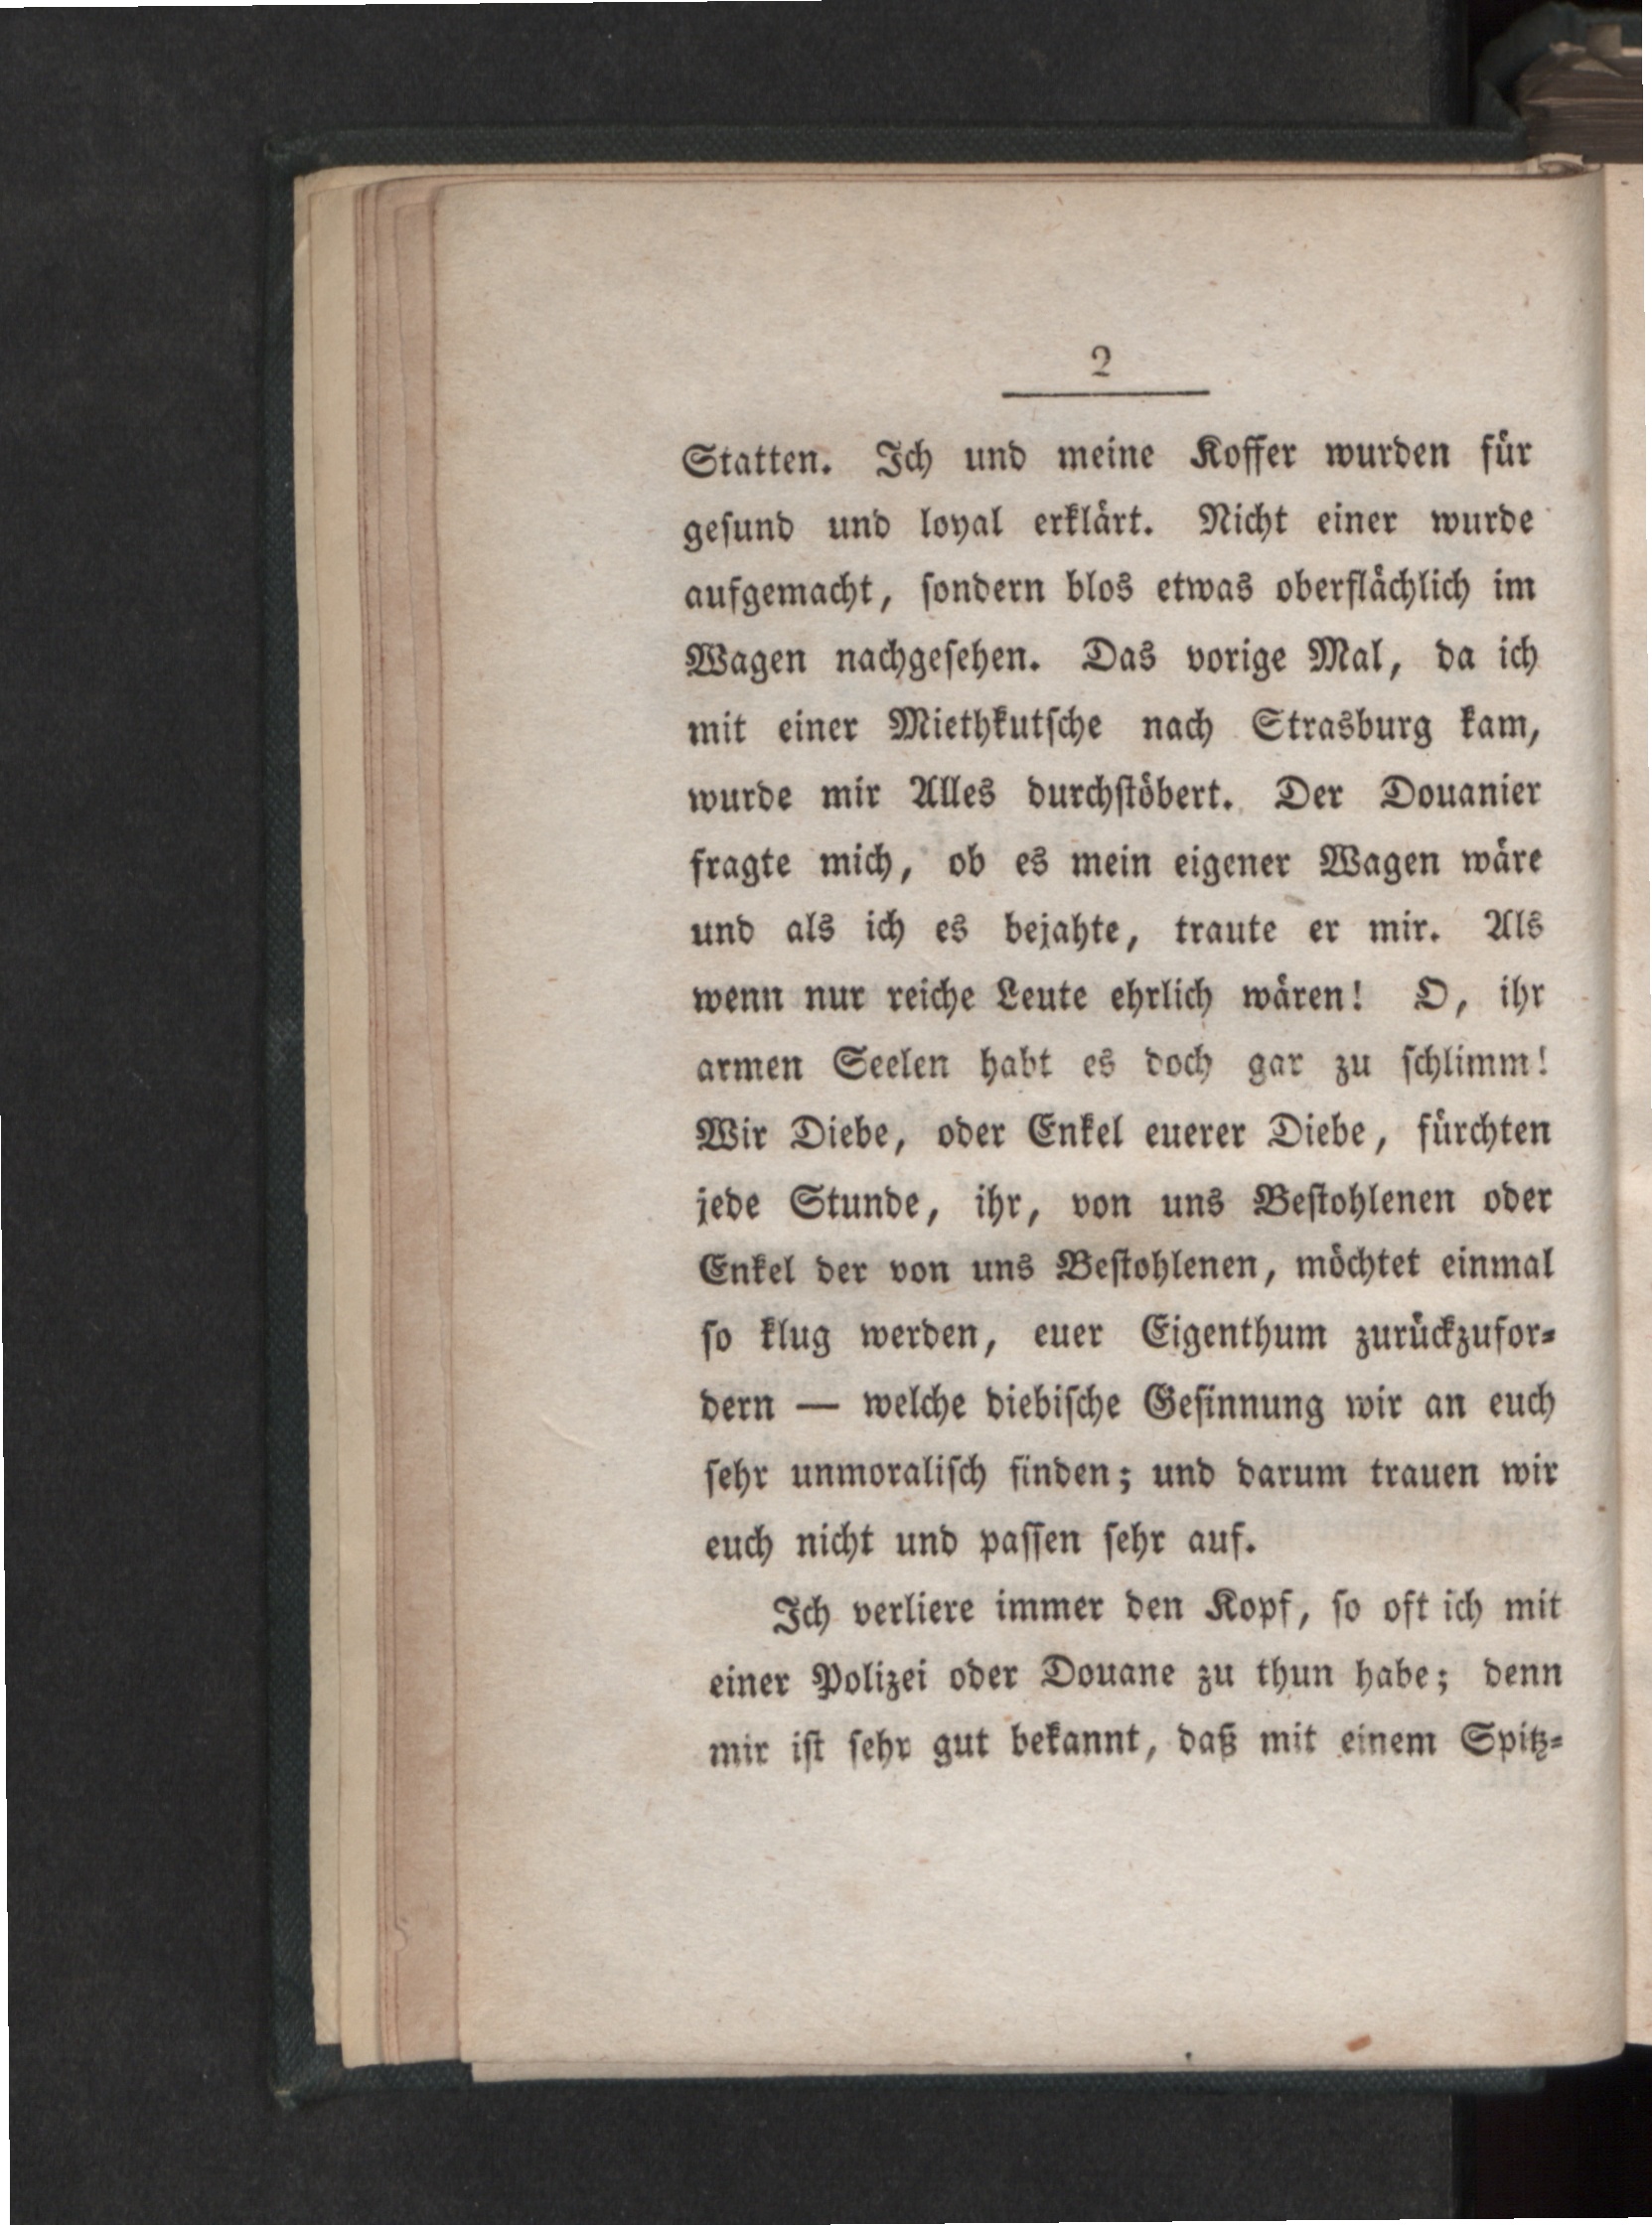 2
Statten. Ich und meine Koffer wurden für
geſund und loyal erklärt. Nicht einer wurde
aufgemacht, ſondern blos etwas oberflächlich im
Wagen nachgeſehen. Das vorige Mal, da ich
mit einer Miethkutſche nach Strasburg kam,
wurde mir Alles durchſtöbert. Der Douanier
fragte mich, ob es mein eigener Wagen wäre
und als ich es bejahte, traute er mir. Als
wenn nur reiche Leute ehrlich wären! O, ihr
armen Seelen habt es doch gar zu ſchlimm!
Wir Diebe, oder Enkel euerer Diebe, fürchten
jede Stunde, ihr, von uns Beſtohlenen oder
Enkel der von uns Beſtohlenen, möchtet einmal
ſo klug werden, euer Eigenthum zurückzufor-
dern — welche diebiſche Geſinnung wir an euch
ſehr unmoraliſch finden; und darum trauen wir
euch nicht und paſſen ſehr auf.
Ich verliere immer den Kopf, ſo oft ich mit
einer Polizei oder Douane zu thun habe; denn
mir iſt ſehr gut bekannt, daß mit einem Spitz-